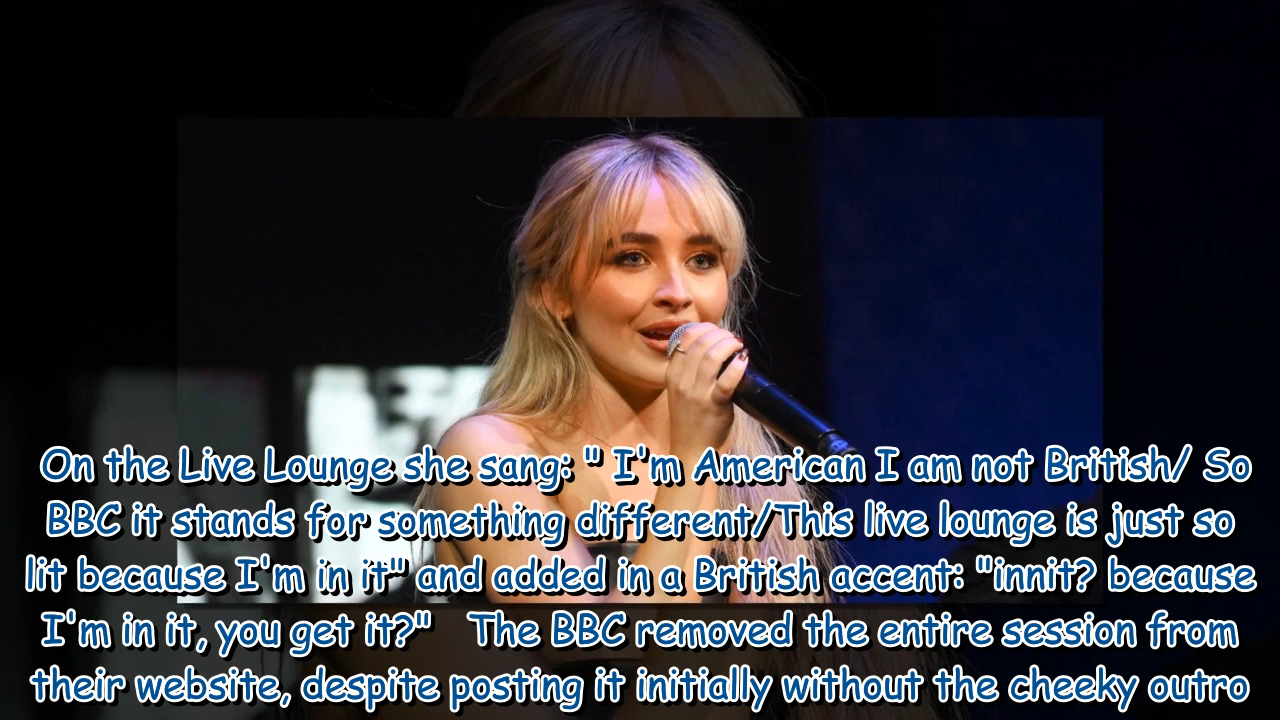 On the Live Lounge she sang: " I'm American I am not British/ So
BBC it stands for something different/This live lounge is just so
lit because I'm in it" and added in a British accent: "innit? because
I'm in it, you get it?"   The BBC removed the entire session from
their website, despite posting it initially without the cheeky outro